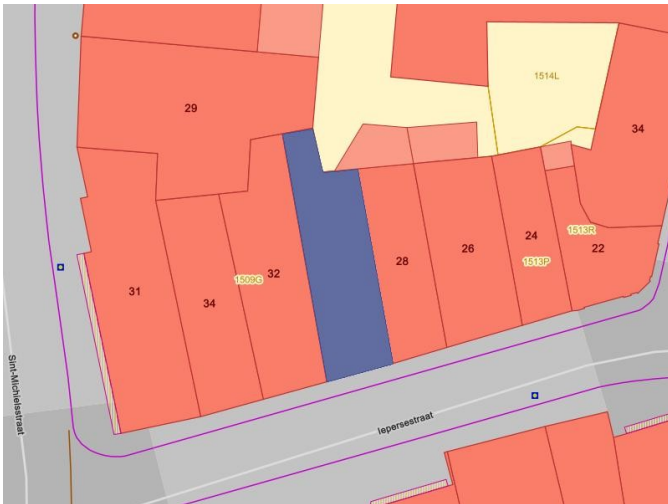 1514L
29
34
1513R
24
22
26
1513P
28
32
1509G
31
34
Sint-Michielsstraat
Iepersestraat